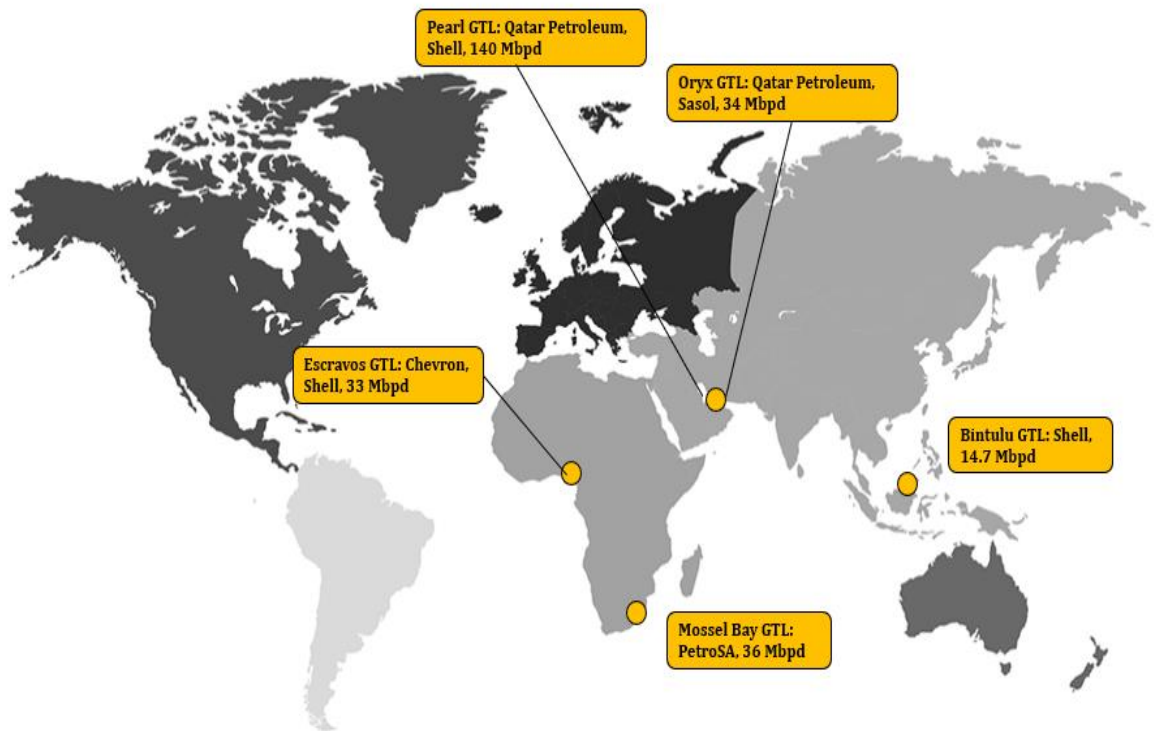 Pearl GTL: Qatar Petroleum,
Shell, 140 Mbpd
Oryx GTL: Qatar Petroleum,
Sasol, 34 Mbpd
Escravos GTL: Chevron,
Shell, 33 Mbpd
Bintulu GTL: Shell,
14.7 Mbpd
Mossel Bay GTL:
PetroSA, 36 Mbpd